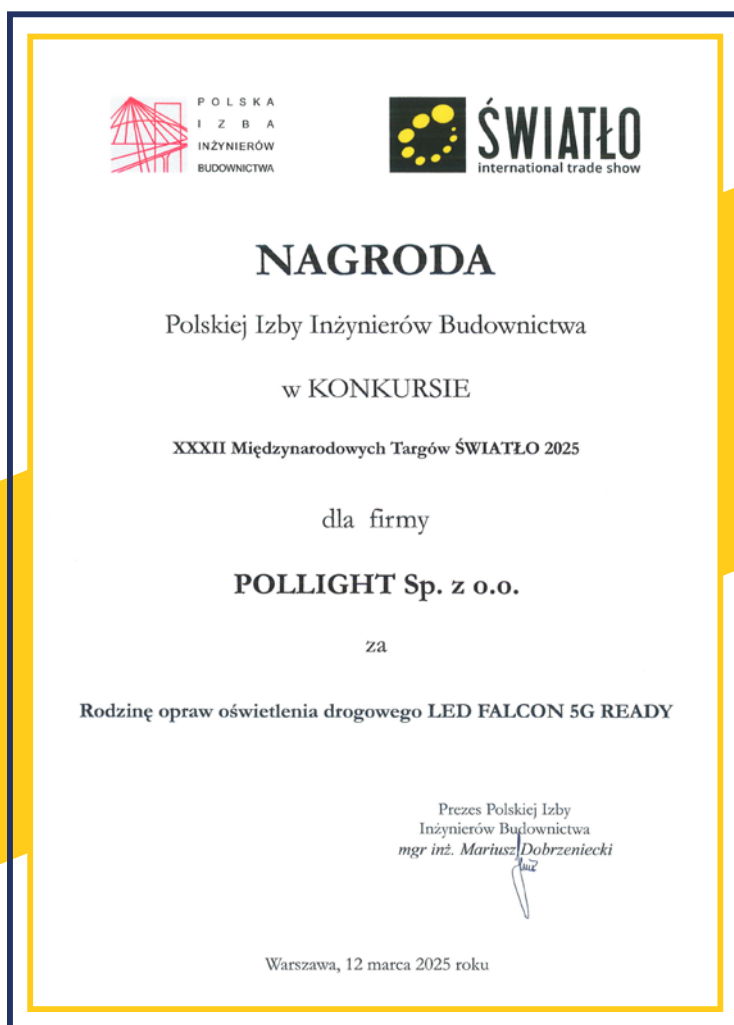 POLSKA
IZBA
INŻYNIERÓW
BUDOWNICTWA
ŚWIATŁO
international trade show
NAGRODA
Polskiej Izby Inżynierów Budownictwa
w KONKURSIE
XXXII Międzynarodowych Targów ŚWIATŁO 2025
dla firmy
POLLIGHT Sp. z o.o.
za
Rodzinę opraw oświetlenia drogowego LED FALCON 5G READY
Prezes Polskiej Izby
Inżynierów Budownictwa
mgr inż. Mariusz Dobrzeniecki
Warszawa, 12 marca 2025 roku